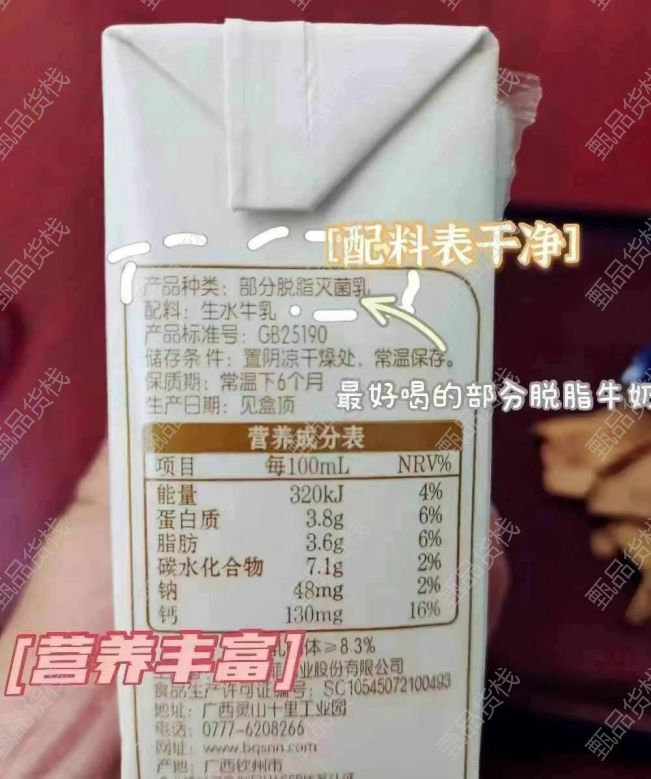 [配料表干净]
产品种类：部分脱脂灭菌乳
配料：生水牛乳
产品标准号：GB25190
储存条件：置阴凉干燥处，常温保存。
保质期：常温下6个月
最好喝的部分脱脂牛奶
生产日期：见盒顶
营养成分表
项目 每100mL NRV%
能量 320kJ 4%
蛋白质 3.8g 6%
脂肪 3.6g 6%
碳水化合物 7.1g 2%
钠 48mg 2%
钙 130mg 16%
[营养丰富]
体≥8.3%
业股份有限公司
食品生产许可证编号：SC10545072100493
地址：广西灵山十里工业园
电话：0777-6208266
网址：www.bqsnn.com
产地：广西钦州市
甄品货栈